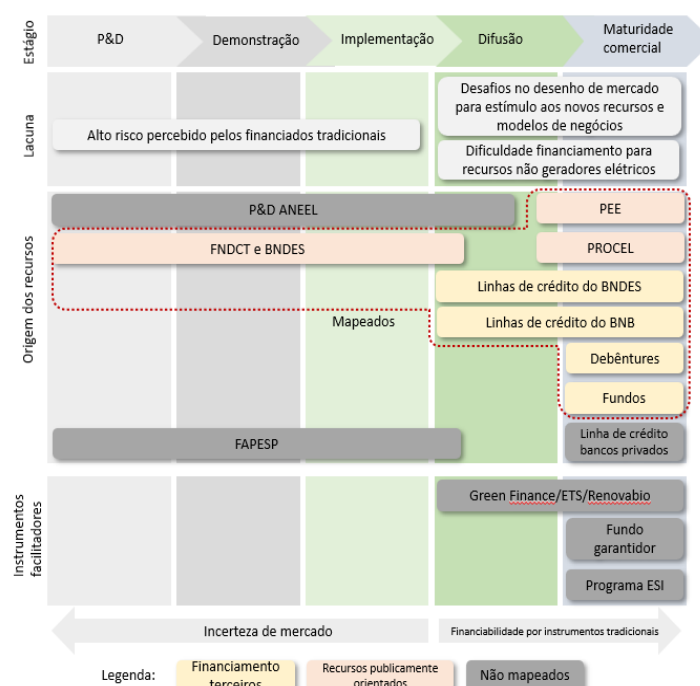 Estágio
P&D
Demonstração
Implementação
Difusão
Maturidade
comercial
Lacuna
Alto risco percebido pelos financiados tradicionais
Desafios no desenho de mercado
para estímulo aos novos recursos e
modelos de negócios
Dificuldade financiamento para
recursos não geradores elétricos
Origem dos recursos
P&D ANEEL
PEE
FNDCT e BNDES
PROCEL
Linhas de crédito do BNDES
Mapeados
Linhas de crédito do BNB
Debêntures
Fundos
FAPESP
Linha de crédito
bancos privados
Instrumentos
facilitadores
Green Finance/ETS/Renovabio
Fundo
garantidor
Programa ESI
Incerteza de mercado
Financiabilidade por instrumentos tradicionais
Legenda:
Financiamento
terceiros
Recursos publicamente
orientados
Não mapeados